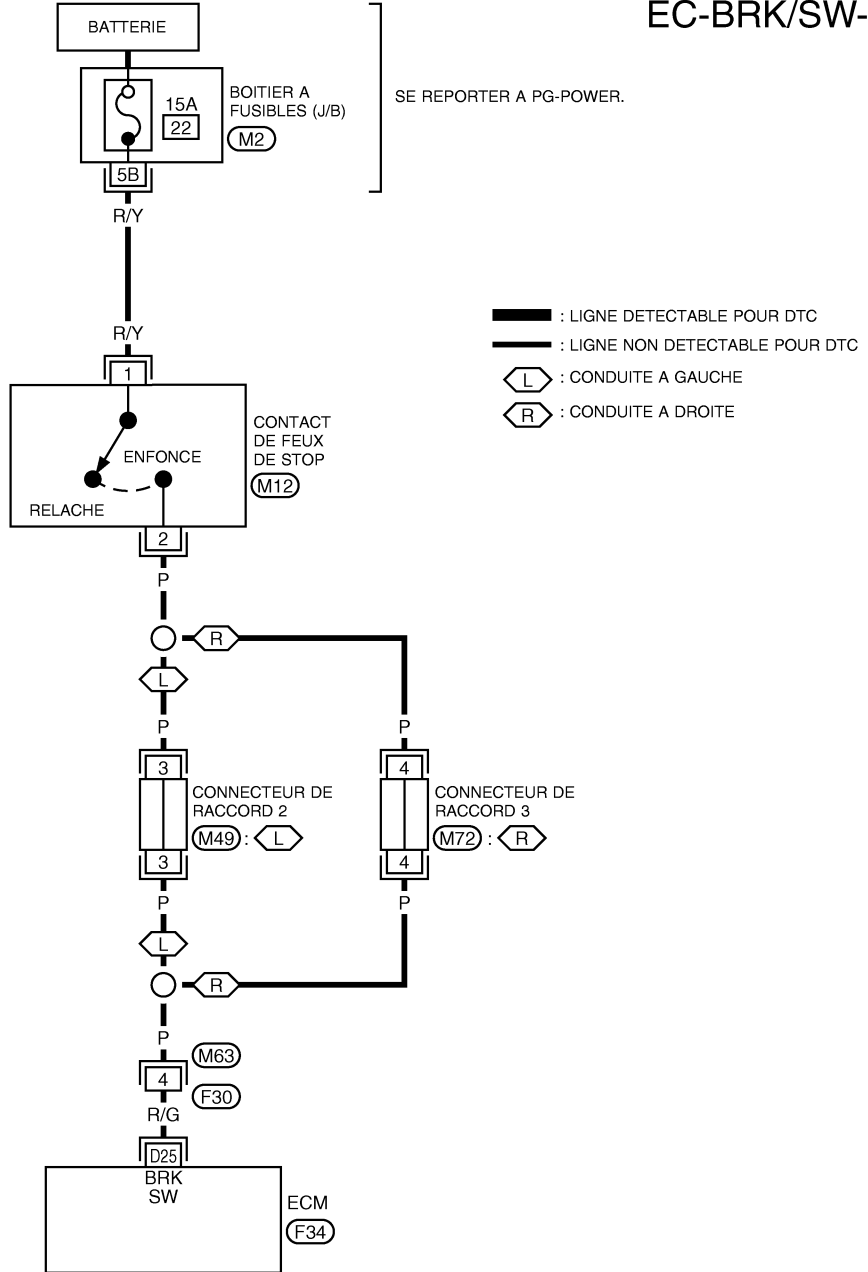 EC-BRK/SW-
BATTERIE
15A
22
BOITIER A
FUSIBLES (J/B)
M2
SE REPORTER A PG-POWER.
5B
R/Y
R/Y
1
: LIGNE DETECTABLE POUR DTC
: LIGNE NON DETECTABLE POUR DTC
L : CONDUITE A GAUCHE
R : CONDUITE A DROITE
CONTACT
DE FEUX
DE STOP
M12
ENFONCE
RELACHE
2
P
R
L
P
P
3
4
CONNECTEUR DE
RACCORD 2
M49 : L
CONNECTEUR DE
RACCORD 3
M72 : R
3
4
P
P
L
R
P
M63
4
F30
R/G
D25
BRK
SW
ECM
F34